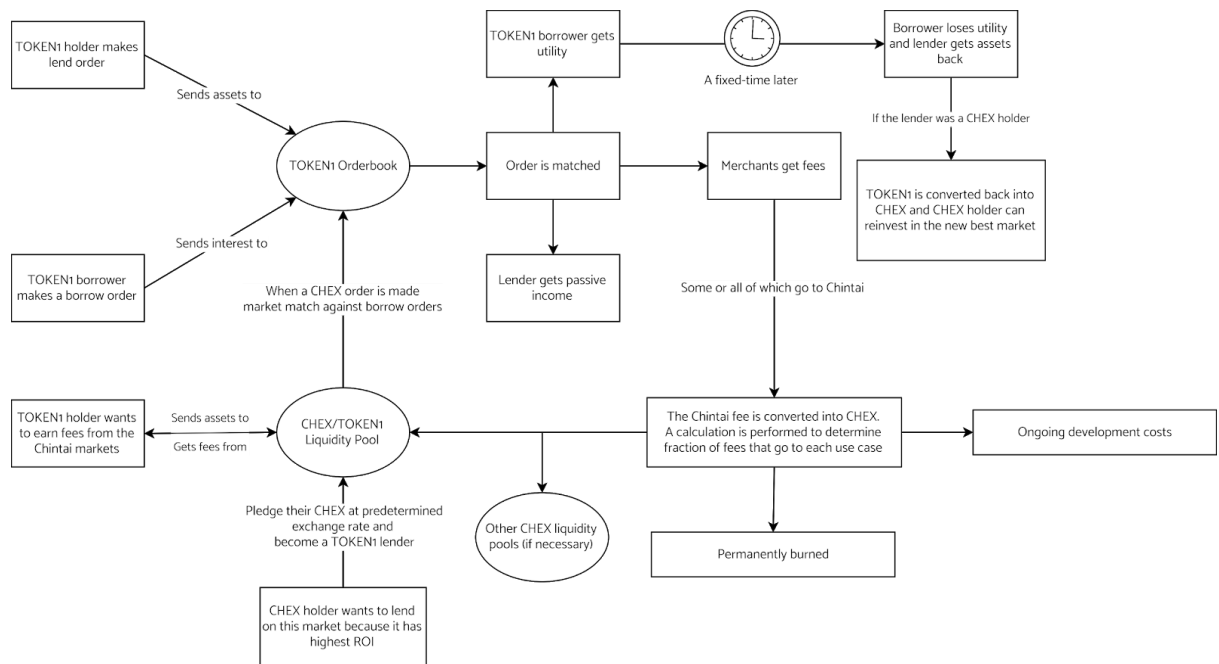 TOKEN1 holder makes
lend order
Sends assets to
TOKEN1 Orderbook
Sends interest to
TOKEN1 borrower
makes a borrow order
TOKEN1 borrower gets
utility
A fixed-time later
Borrower loses utility
and lender gets assets
back
If the lender was a CHEX holder
TOKEN1 is converted back into
CHEX and CHEX holder can
reinvest in the new best market
Order is matched
Merchants get fees
Lender gets passive
income
Some or all of which go to Chintai
When a CHEX order is made
market match against borrow orders
TOKEN1 holder wants
to earn fees from the
Chintai markets
Sends assets to
Gets fees from
CHEX/TOKEN1
Liquidity Pool
The Chintai fee is converted into CHEX.
A calculation is performed to determine
fraction of fees that go to each use case
Ongoing development costs
Pledge their CHEX at predetermined
exchange rate and
become a TOKEN1 lender
Other CHEX liquidity
pools (if necessary)
Permanently burned
CHEX holder wants to lend
on this market because it has
highest ROI